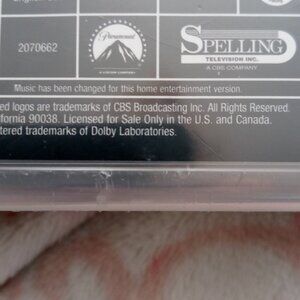 2070662
Paramount
A VIACOM COMPANY
SPELLING
TELEVISION INC.
A CBS COMPANY
Music has been changed for this home entertainment version.
ed logos are trademarks of CBS Broadcasting Inc. All Rights Reserved.
ifornia 90038. Licensed for Sale Only in the U.S. and Canada.
tered trademark of Dolby Laboratories.